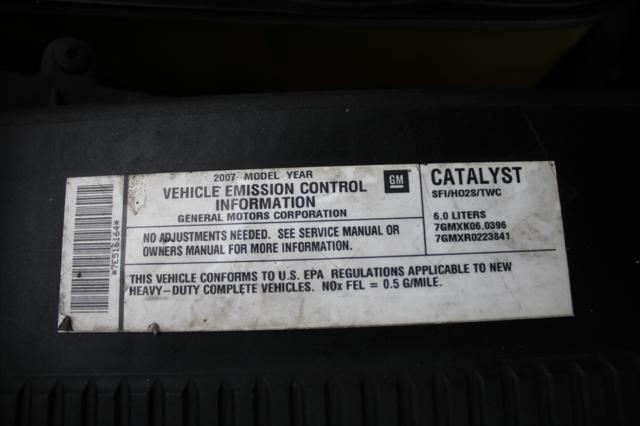 *7E516164*
2007 MODEL YEAR
VEHICLE EMISSION CONTROL
INFORMATION
GENERAL MOTORS CORPORATION
GM
NO ADJUSTMENTS NEEDED. SEE SERVICE MANUAL OR
OWNERS MANUAL FOR MORE INFORMATION.
CATALYST
SFI/HO2S/TWC
6.0 LITERS
7GMXK06.0396
7GMXR0223841
THIS VEHICLE CONFORMS TO U.S. EPA REGULATIONS APPLICABLE TO NEW
HEAVY-DUTY COMPLETE VEHICLES. NOx FEL = 0.5 G/MILE.